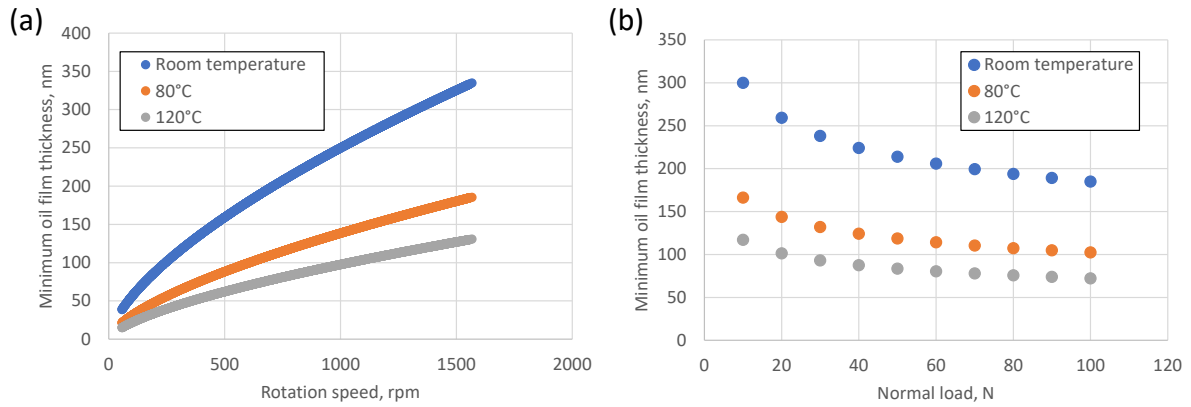 (a)
400
350
300
250
200
150
100
50
0
Minimum oil film thickness, nm
Room temperature
80°C
120°C
0 500 1000 1500 2000
Rotation speed, rpm
(b)
350
300
250
200
150
100
50
0
Minimum oil film thickness, nm
Room temperature
80°C
120°C
0 20 40 60 80 100 120
Normal load, N